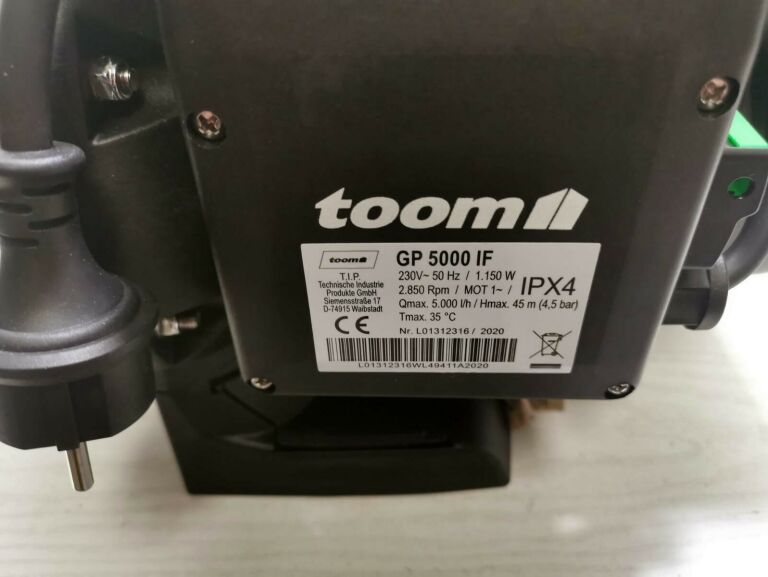 toom
toom
GP 5000 IF
T.I.P.
Technische Industrie
Produkte GmbH
Siemensstraße 17
D-74915 Waibstadt
230V~ 50 Hz / 1.150 W
2.850 Rpm / MOT 1~ /
IPX4
Qmax. 5.000 l/h / Hmax. 45 m (4,5 bar)
Tmax. 35 °C
CE
Nr. L01312316 / 2020
L01312316WL49411A2020